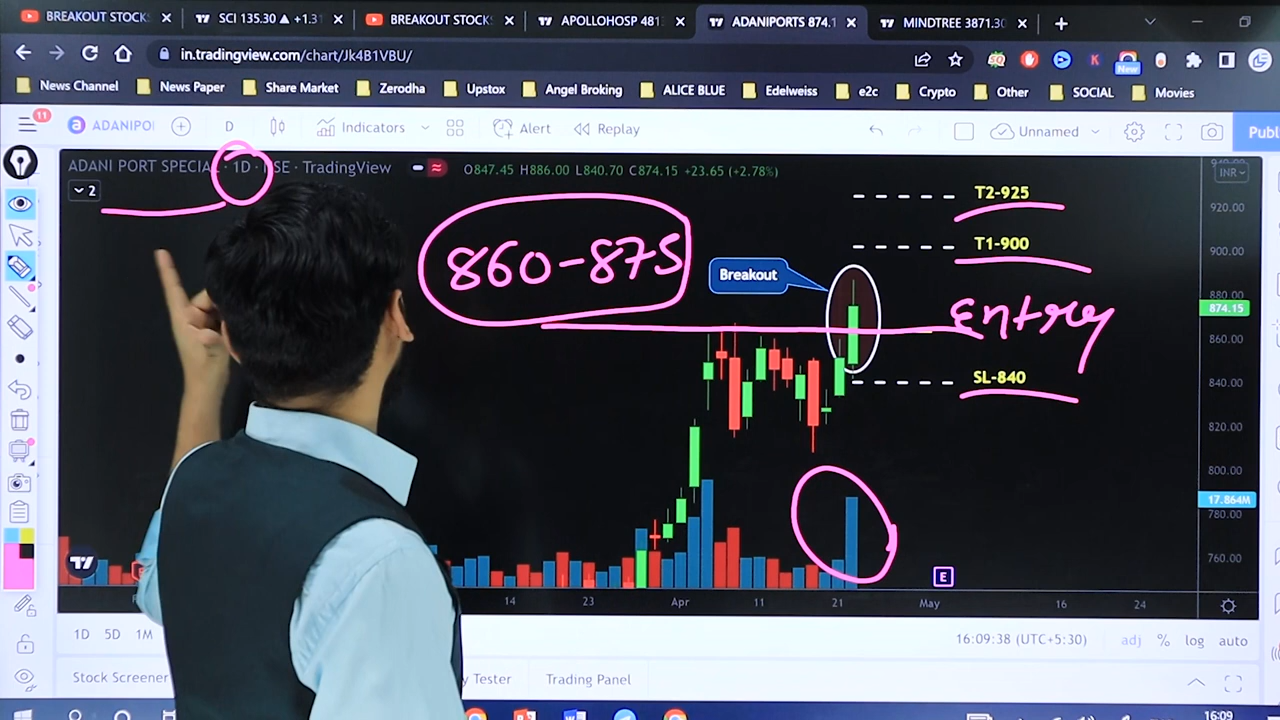 BREAKOUT STOCKS
SCI 135.30 ▲ +1.3
BREAKOUT STOCKS
APOLLOHOSP 481
ADANIPORTS 874.1
MINDTREE 3871.30
in.tradingview.com/chart/Jk4B1VBU/
New
News Channel
News Paper
Share Market
Zerodha
Upstox
Angel Broking
ALICE BLUE
Edelweiss
e2c
Crypto
Other
SOCIAL
Movies
11
ADANIPO
D
Indicators
Alert
Replay
Unnamed
Publ
ADANI PORT SPECIAL · 1D · NSE · TradingView
O847.45 H886.00 L840.70 C874.15 +23.65 (+2.78%)
INR
2
T2-925
920.00
860-875
T1-900
900.00
Breakout
880.00
874.15
Entry
860.00
SL-840
840.00
820.00
800.00
17.864M
780.00
760.00
E
14
23
Apr
11
21
May
16
24
1D
5D
1M
16:09:38 (UTC+5:30)
adj
%
log
auto
Stock Screener
y Tester
Trading Panel
16:09